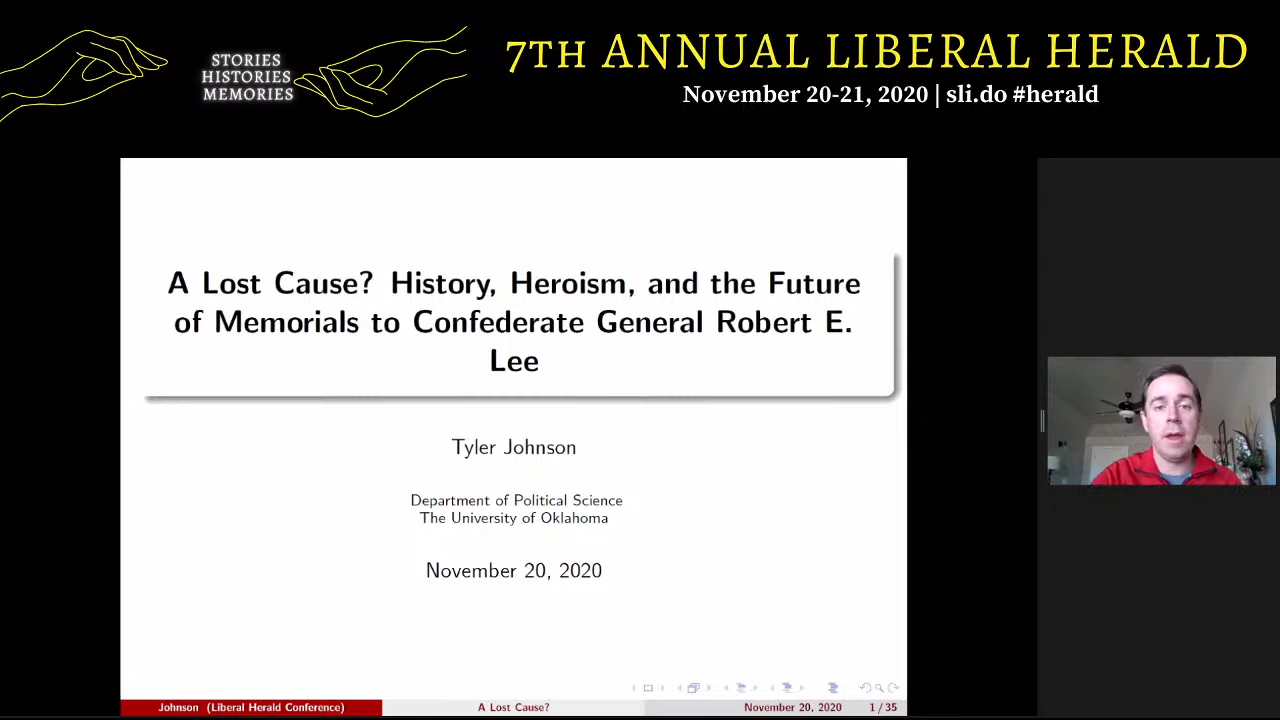 STORIES
HISTORIES
MEMORIES
7TH ANNUAL LIBERAL HERALD
November 20-21, 2020 | sli.do #herald
A Lost Cause? History, Heroism, and the Future
of Memorials to Confederate General Robert E.
Lee
Tyler Johnson
Department of Political Science
The University of Oklahoma
November 20, 2020
Johnson (Liberal Herald Conference)
A Lost Cause?
November 20, 2020
1 / 35